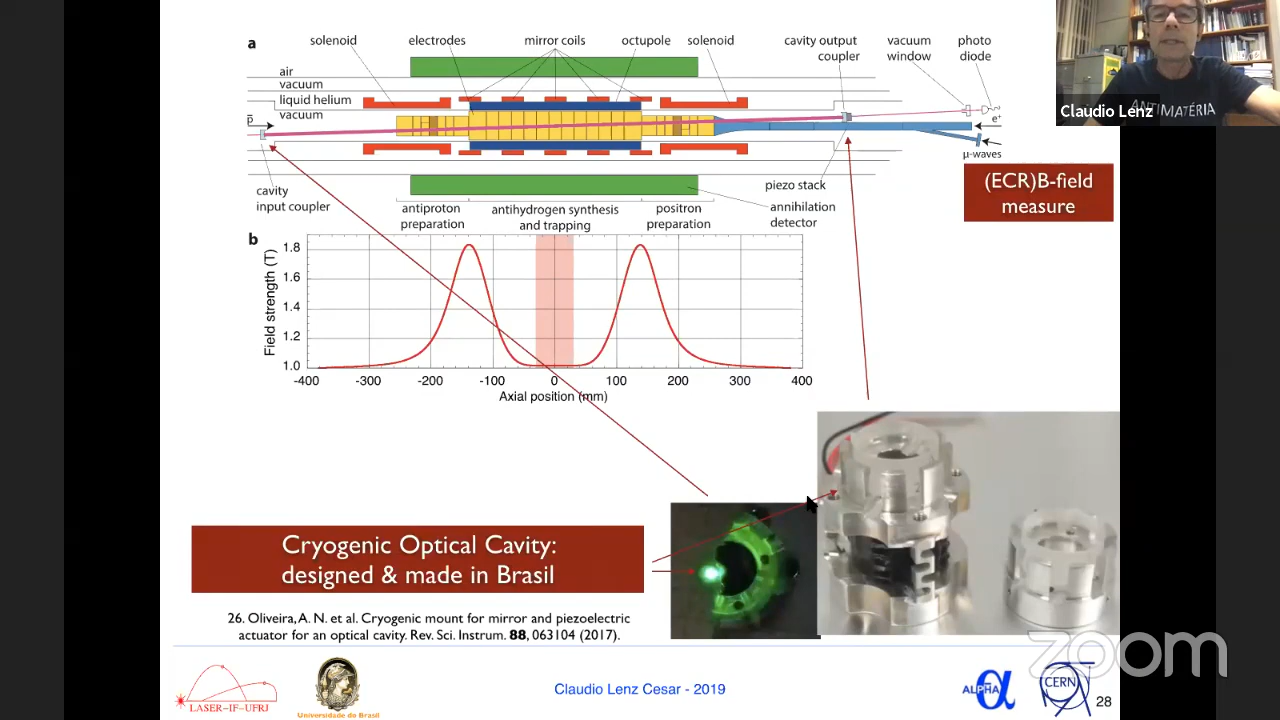 a
solenoid
electrodes
mirror coils
octupole
solenoid
cavity output
coupler
vacuum
window
photo
diode
air
vacuum
liquid helium
vacuum
p̅
e⁺
μ-waves
cavity
input coupler
antiproton
preparation
antihydrogen synthesis
and trapping
positron
preparation
piezo stack
annihilation
detector
(ECR)B-field
measure
b
Field strength (T)
1.8
1.6
1.4
1.2
1.0
-400
-300
-200
-100
0
100
200
300
400
Axial position (mm)
Cryogenic Optical Cavity:
designed & made in Brasil
26. Oliveira, A. N. et al. Cryogenic mount for mirror and piezoelectric
actuator for an optical cavity. Rev. Sci. Instrum. 88, 063104 (2017).
LASER-IF-UFRJ
Universidade do Brasil
Claudio Lenz Cesar - 2019
ALPHA
α
CERN
28
zoom
Claudio Lenz
ANTIMATÉRIA